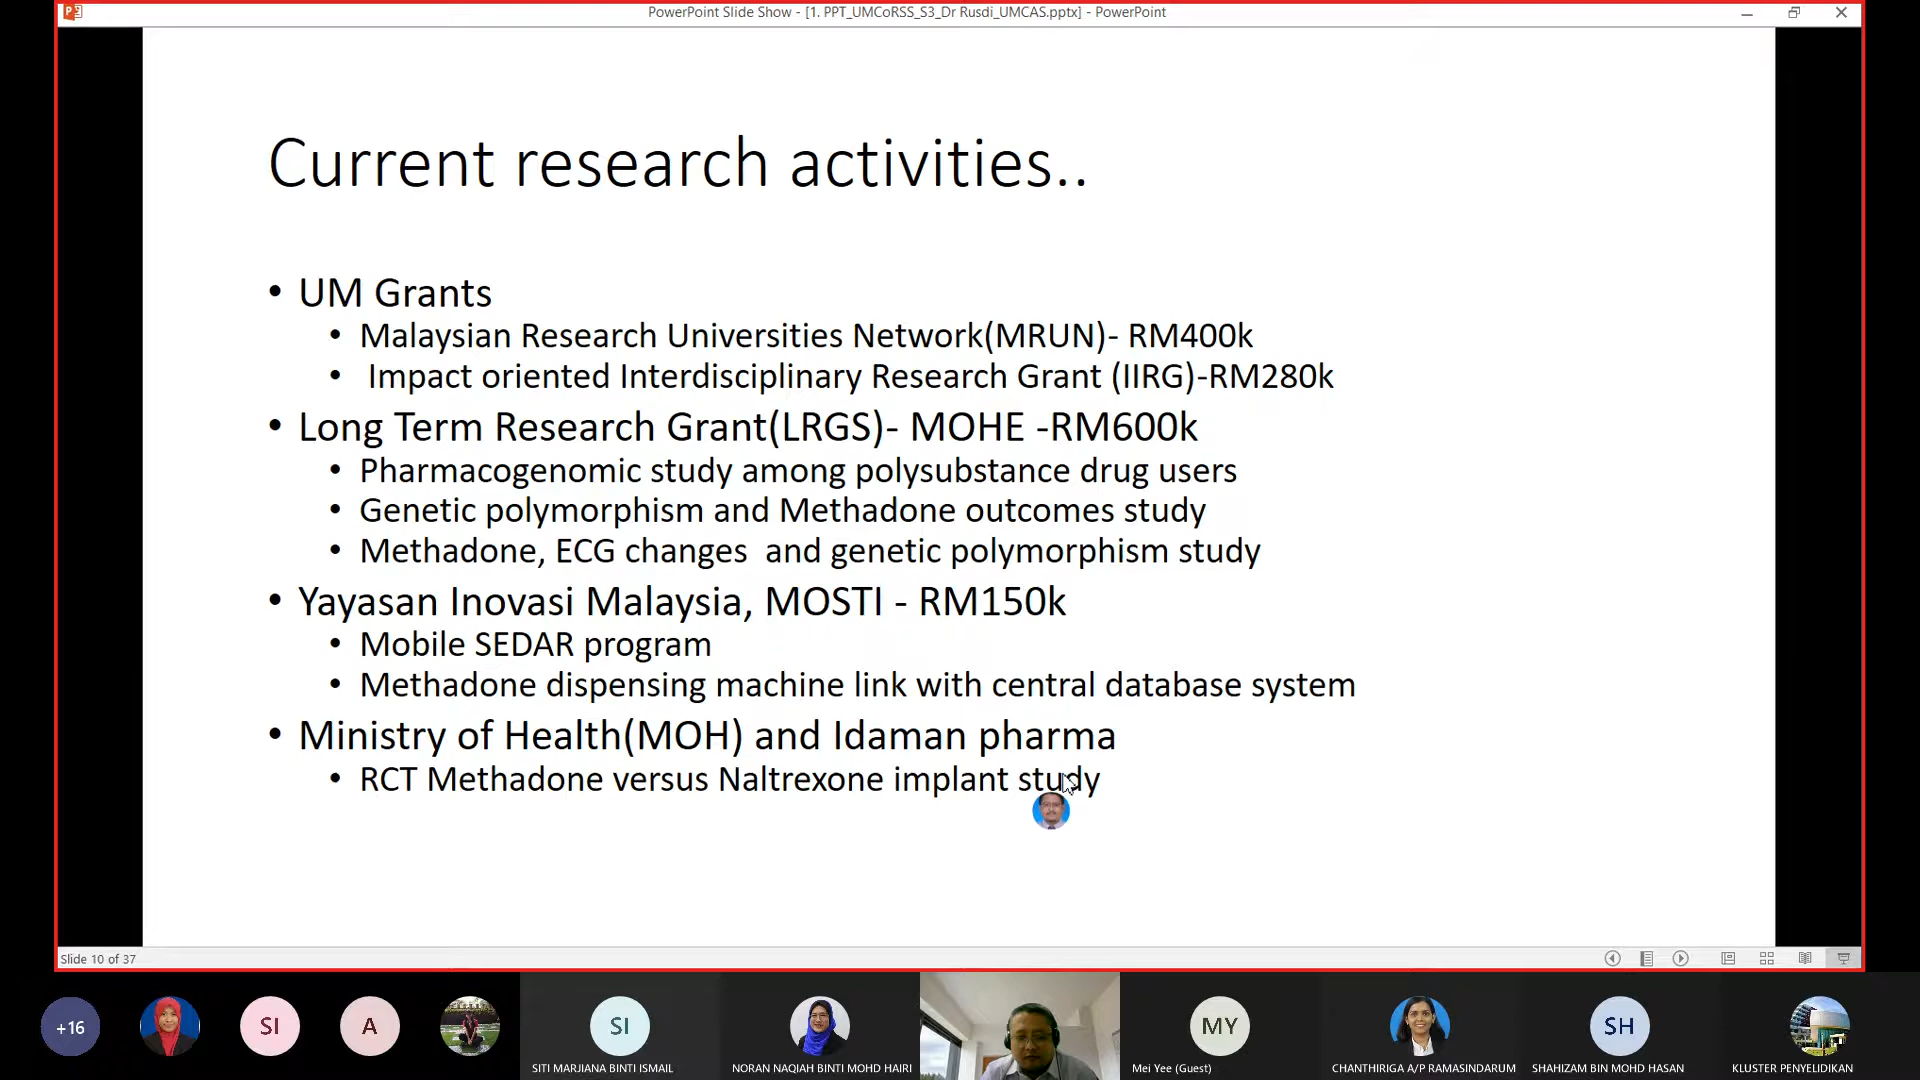 PowerPoint Slide Show - [1. PPT_UMCoRSS_S3_Dr Rusdi_UMCAS.pptx] - PowerPoint
Current research activities..
• UM Grants
• Malaysian Research Universities Network(MRUN)- RM400k
• Impact oriented Interdisciplinary Research Grant (IIRG)-RM280k
• Long Term Research Grant(LRGS)- MOHE -RM600k
• Pharmacogenomic study among polysubstance drug users
• Genetic polymorphism and Methadone outcomes study
• Methadone, ECG changes and genetic polymorphism study
• Yayasan Inovasi Malaysia, MOSTI - RM150k
• Mobile SEDAR program
• Methadone dispensing machine link with central database system
• Ministry of Health(MOH) and Idaman pharma
• RCT Methadone versus Naltrexone implant study
Slide 10 of 37
+16
SI
A
SI
MY
SH
SITI MARJIANA BINTI ISMAIL
NORAN NAQIAH BINTI MOHD HAIRI
Mei Yee (Guest)
CHANTHIRIGA A/P RAMASINDARUM
SHAHIZAM BIN MOHD HASAN
KLUSTER PENYELIDIKAN